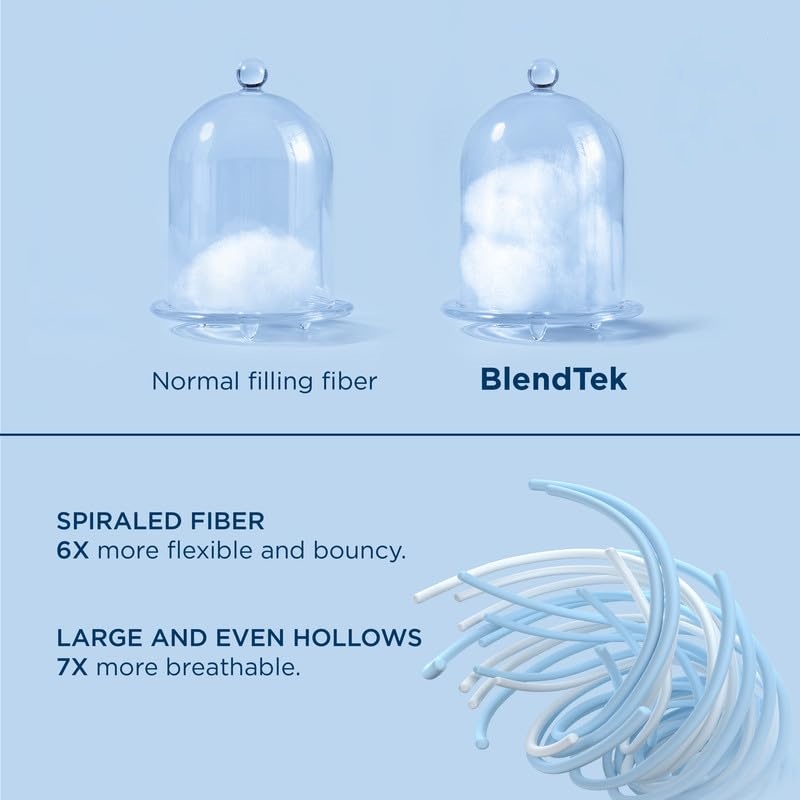 Normal filling fiber
BlendTek
SPIRALED FIBER
6X more flexible and bouncy.
LARGE AND EVEN HOLLOWS
7X more breathable.